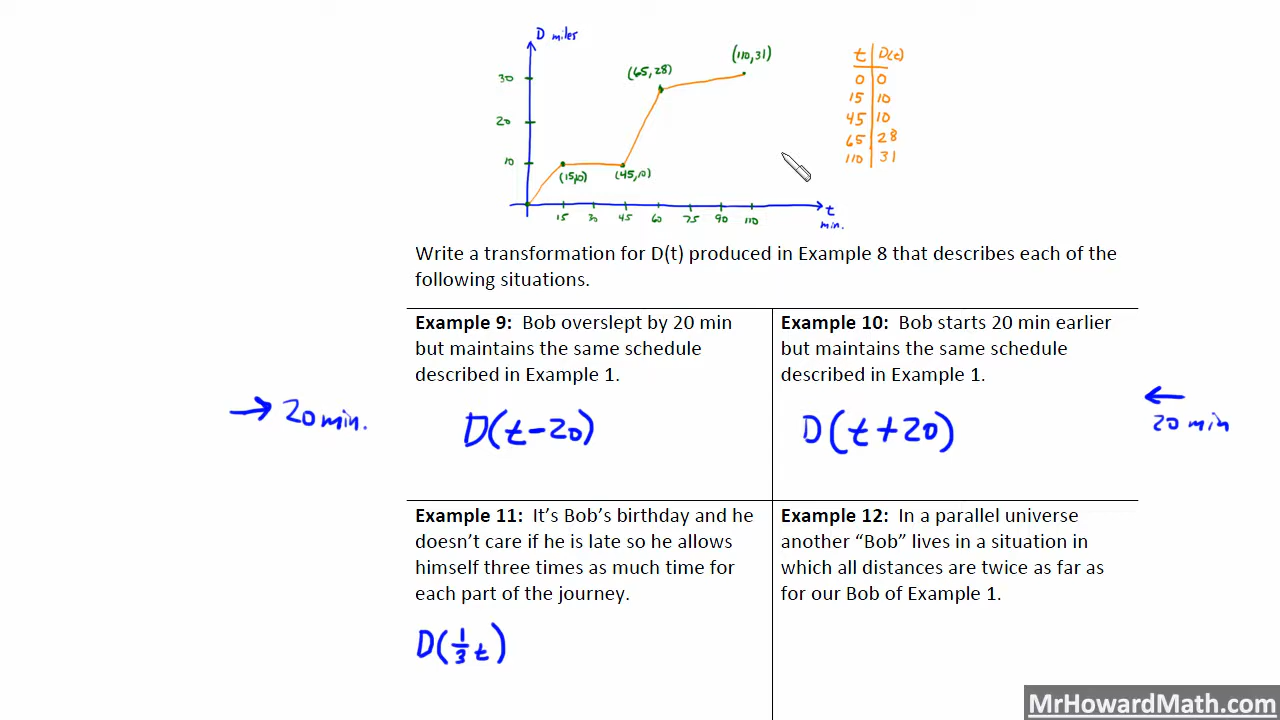 D miles
30
20
10
(15,10)
(45,10)
(65,28)
(110,31)
15 30 45 60 75 90 110
t
min.
t D(t)
0 0
15 10
45 10
65 28
110 31
Write a transformation for D(t) produced in Example 8 that describes each of the
following situations.
Example 9: Bob overslept by 20 min
but maintains the same schedule
described in Example 1.
→ 20 min.
D(t-20)
Example 10: Bob starts 20 min earlier
but maintains the same schedule
described in Example 1.
D(t+20)
←
20 min
Example 11: It’s Bob’s birthday and he
doesn’t care if he is late so he allows
himself three times as much time for
each part of the journey.
D(1/3 t)
Example 12: In a parallel universe
another “Bob” lives in a situation in
which all distances are twice as far as
for our Bob of Example 1.
MrHowardMath.com